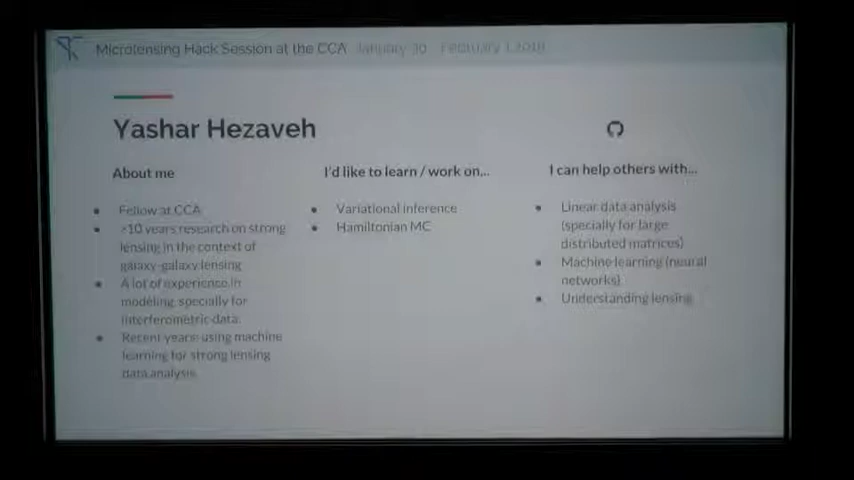 Microlensing Hack Session at the CCA January 30 - February 1 2019
Yashar Hezaveh
About me
Fellow at CCA
>10 years research on strong
lensing in the context of
galaxy-galaxy lensing
A lot of experience in
modeling, specially for
interferometric data.
Recent years: using machine
learning for strong lensing
data analysis.
I'd like to learn / work on...
Variational inference
Hamiltonian MC
I can help others with...
Linear data analysis
(specially for large
distributed matrices)
Machine learning (neural
networks)
Understanding lensing